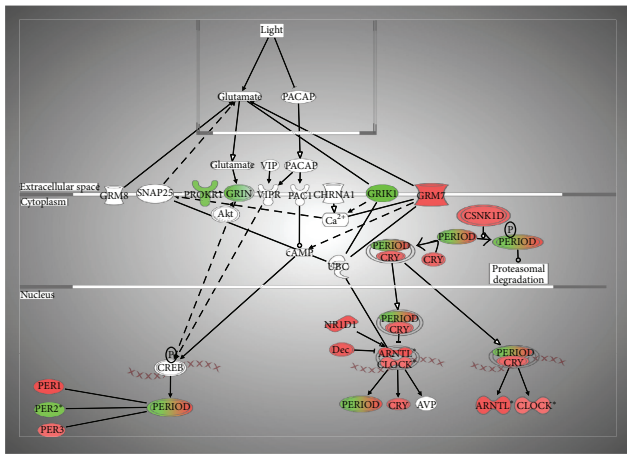 Light
Glutamate
PACAP
Glutamate
VIP
PACAP
Extracellular space
Cytoplasm
GRM8
SNAP25
PROKR1
GRIN
VIPR
PAC1
CHRNA1
GRIK1
GRM7
Akt
Ca2+
CSNK1D
P
PERIOD
PERIOD
PERIOD
CRY
CRY
cAMP
UBC
Proteasomal
degradation
Nucleus
PERIOD
CRY
NR1D1
Dec
ARNTL*
CLOCK*
PERIOD
CRY
P
CREB
PER1
PER2*
PER3
PERIOD
PERIOD
CRY
AVP
ARNTL*
CLOCK*